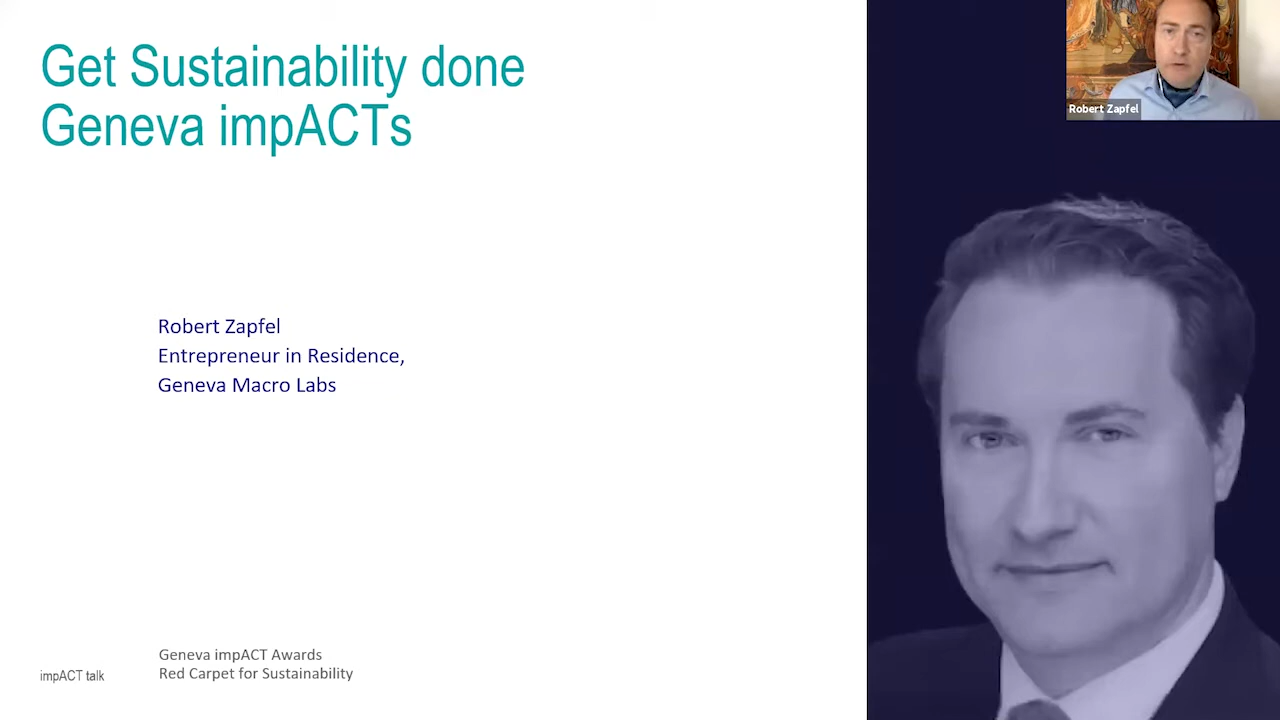 Get Sustainability done
Geneva impACTs
Robert Zapfel
Robert Zapfel
Entrepreneur in Residence,
Geneva Macro Labs
Geneva impACT Awards
impACT talk
Red Carpet for Sustainability